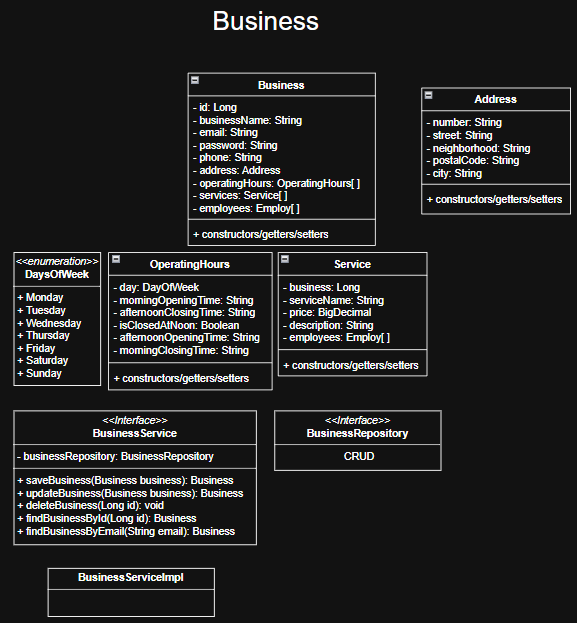 Business
Business
- id: Long
- businessName: String
- email: String
- password: String
- phone: String
- address: Address
- operatingHours: OperatingHours[ ]
- services: Service[ ]
- employees: Employ[ ]
+ constructors/getters/setters
Address
- number: String
- street: String
- neighborhood: String
- postalCode: String
- city: String
+ constructors/getters/setters
<<enumeration>>
DaysOfWeek
+ Monday
+ Tuesday
+ Wednesday
+ Thursday
+ Friday
+ Saturday
+ Sunday
OperatingHours
- day: DayOfWeek
- morningOpeningTime: String
- afternoonClosingTime: String
- isClosedAtNoon: Boolean
- afternoonOpeningTime: String
- morningClosingTime: String
+ constructors/getters/setters
Service
- business: Long
- serviceName: String
- price: BigDecimal
- description: String
- employees: Employ[ ]
+ constructors/getters/setters
<<Interface>>
BusinessService
- businessRepository: BusinessRepository
+ saveBusiness(Business business): Business
+ updateBusiness(Business business): Business
+ deleteBusiness(Long id): void
+ findBusinessById(Long id): Business
+ findBusinessByEmail(String email): Business
<<Interface>>
BusinessRepository
CRUD
BusinessServiceImpl